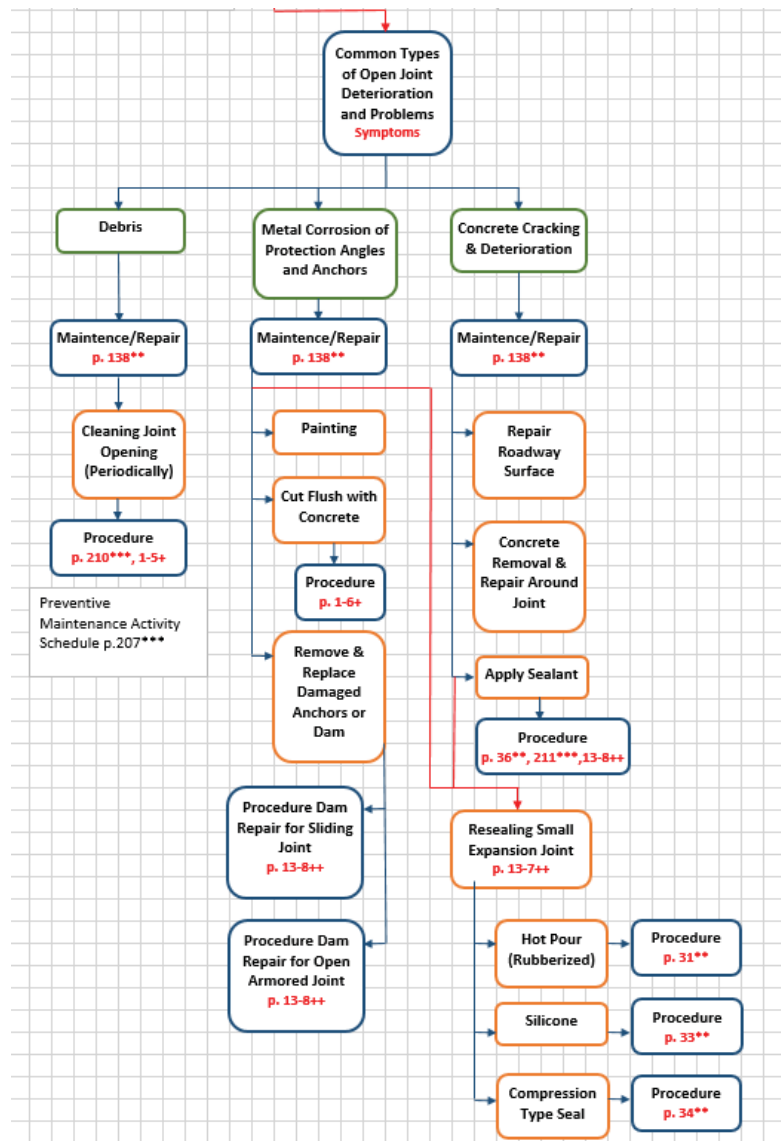 Common Types
of Open Joint
Deterioration
and Problems
Symptoms
Debris
Metal Corrosion of
Protection Angles
and Anchors
Concrete Cracking
& Deterioration
Maintence/Repair
p. 138**
Maintence/Repair
p. 138**
Maintence/Repair
p. 138**
Cleaning Joint
Opening
(Periodically)
Procedure
p. 210***, 1-5+
Preventive
Maintenance Activity
Schedule p.207***
Painting
Cut Flush with
Concrete
Procedure
p. 1-6+
Remove &
Replace
Damaged
Anchors or
Dam
Procedure Dam
Repair for Sliding
Joint
p. 13-8++
Procedure Dam
Repair for Open
Armored Joint
p. 13-8++
Repair
Roadway
Surface
Concrete
Removal &
Repair Around
Joint
Apply Sealant
Procedure
p. 36**, 211***,13-8++
Resealing Small
Expansion Joint
p. 13-7++
Hot Pour
(Rubberized)
Procedure
p. 31**
Silicone
Procedure
p. 33**
Compression
Type Seal
Procedure
p. 34**